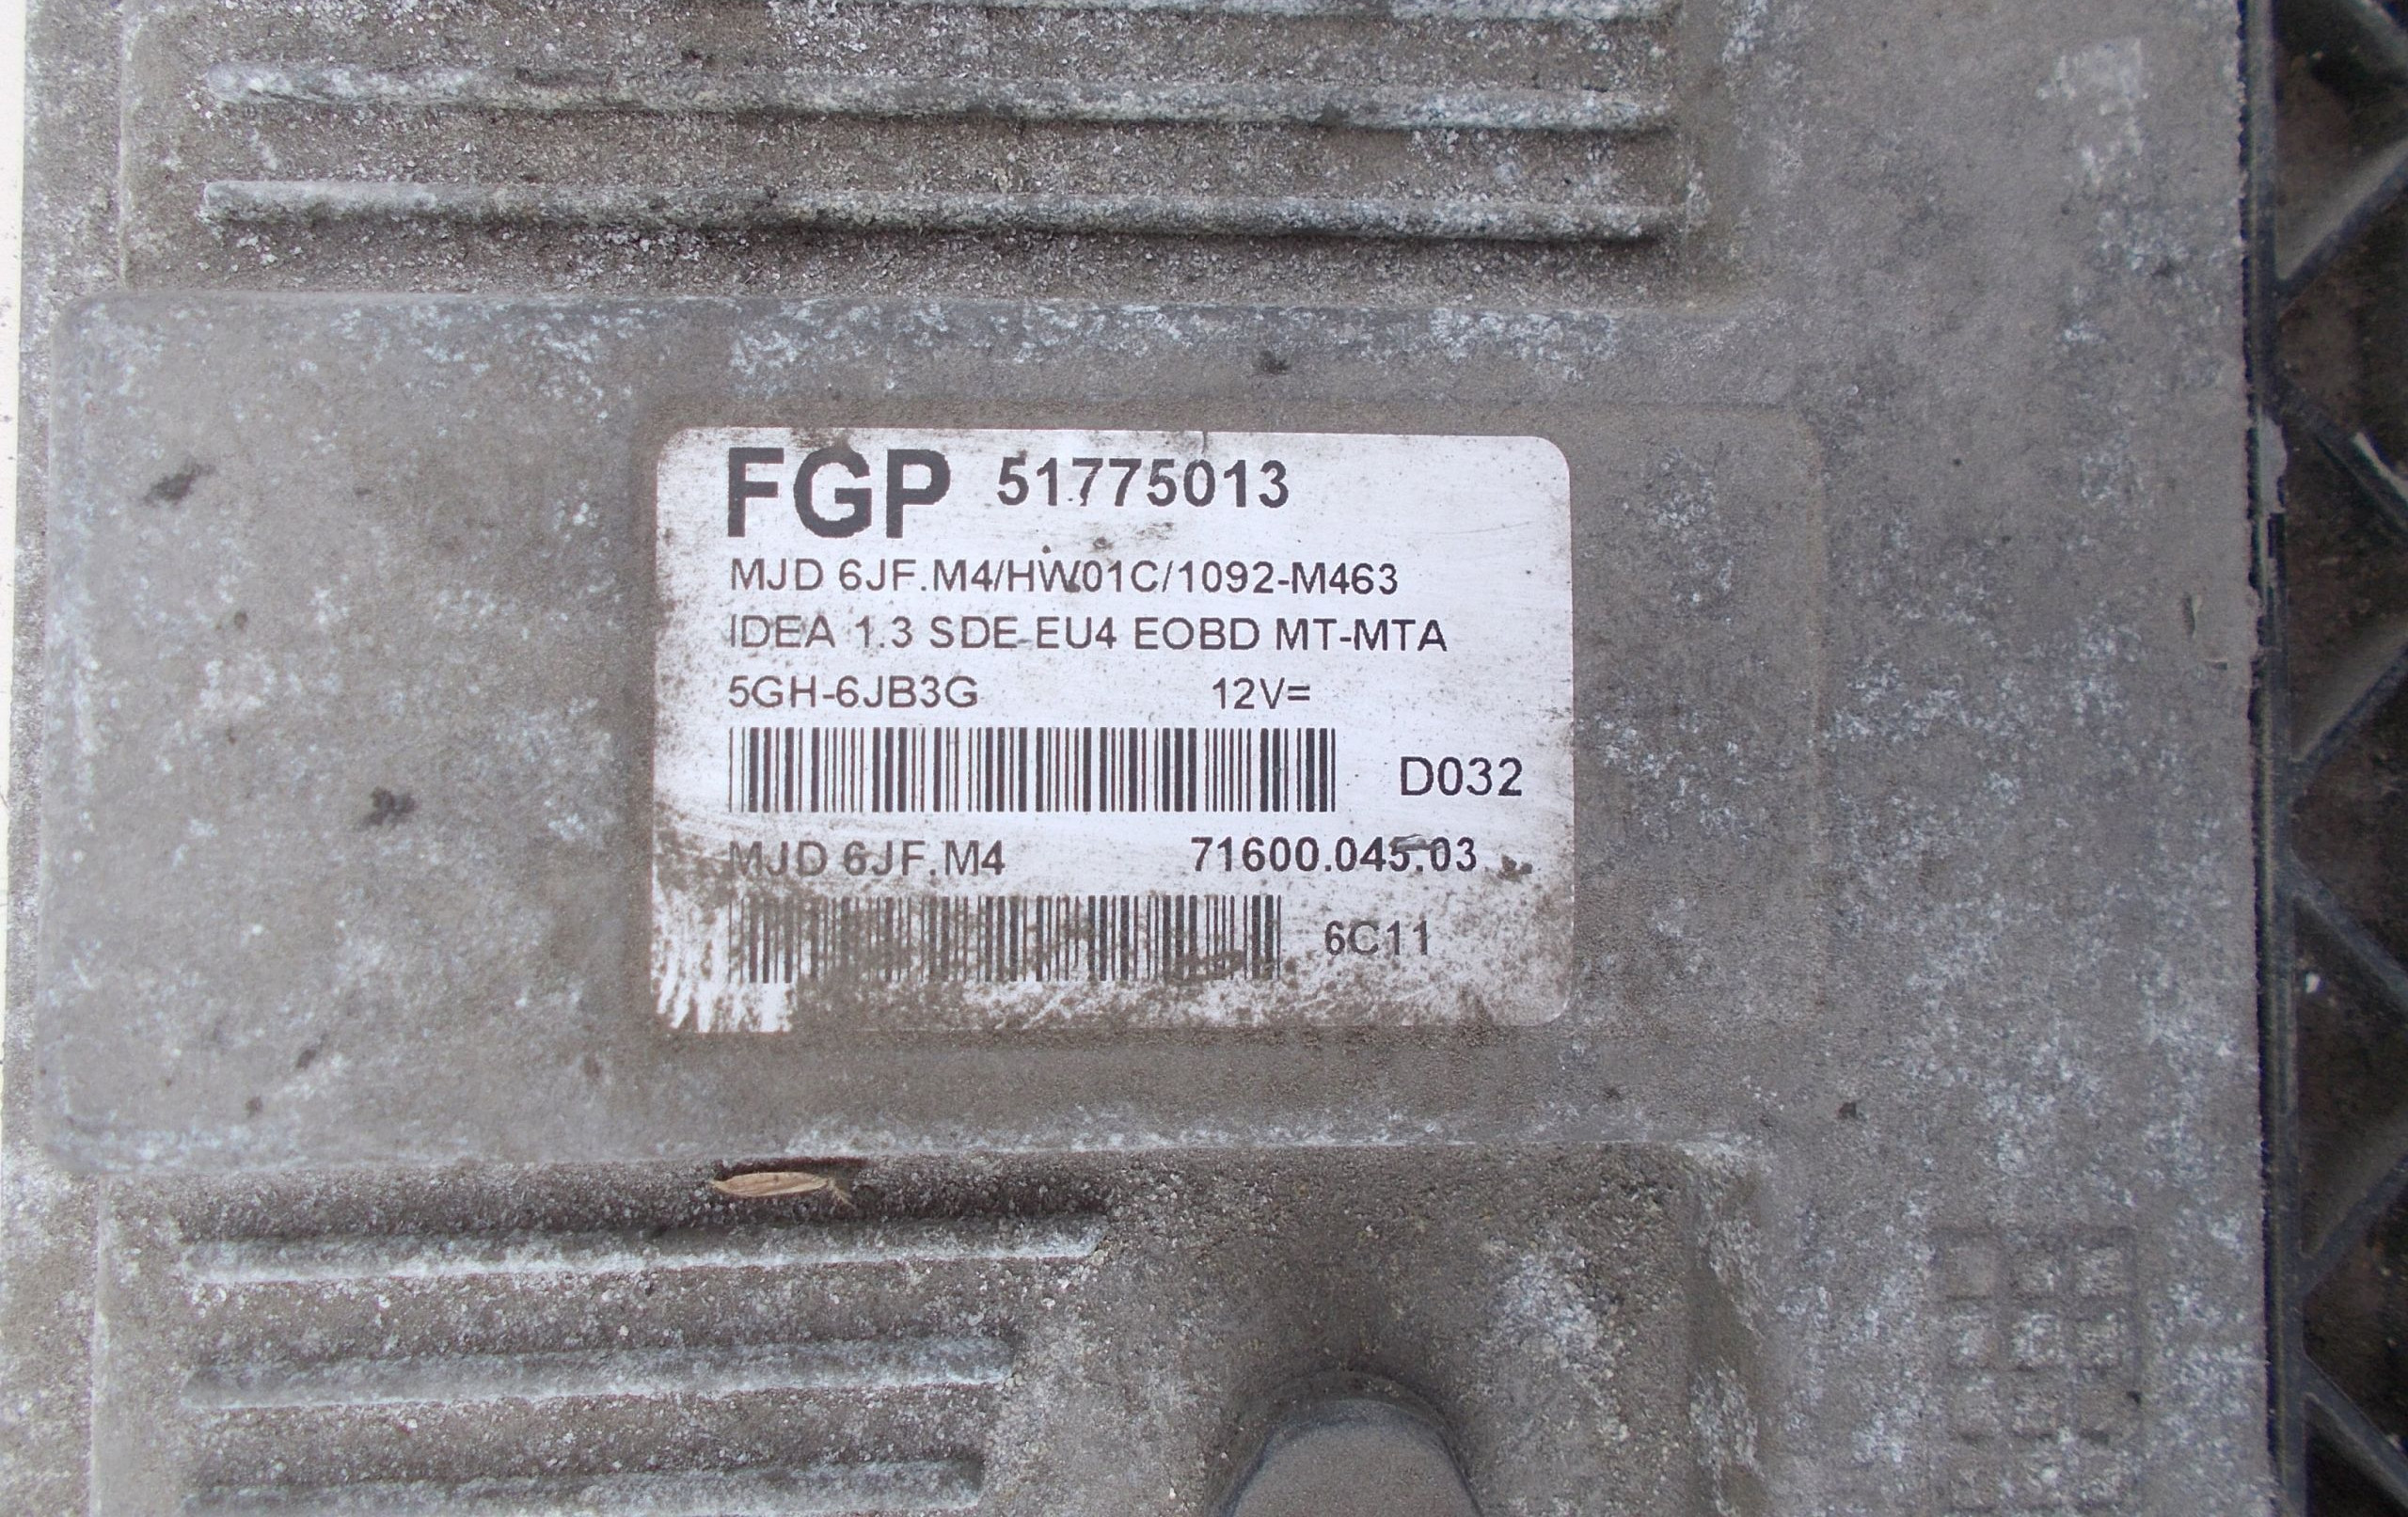 FGP 51775013
MJD 6JF.M4/HW01C/1092-M463
IDEA 1.3 SDE EU4 EOBD MT-MTA
5GH-6JB3G 12V=
D032
MJD 6JF.M4 71600.045.03
6C11